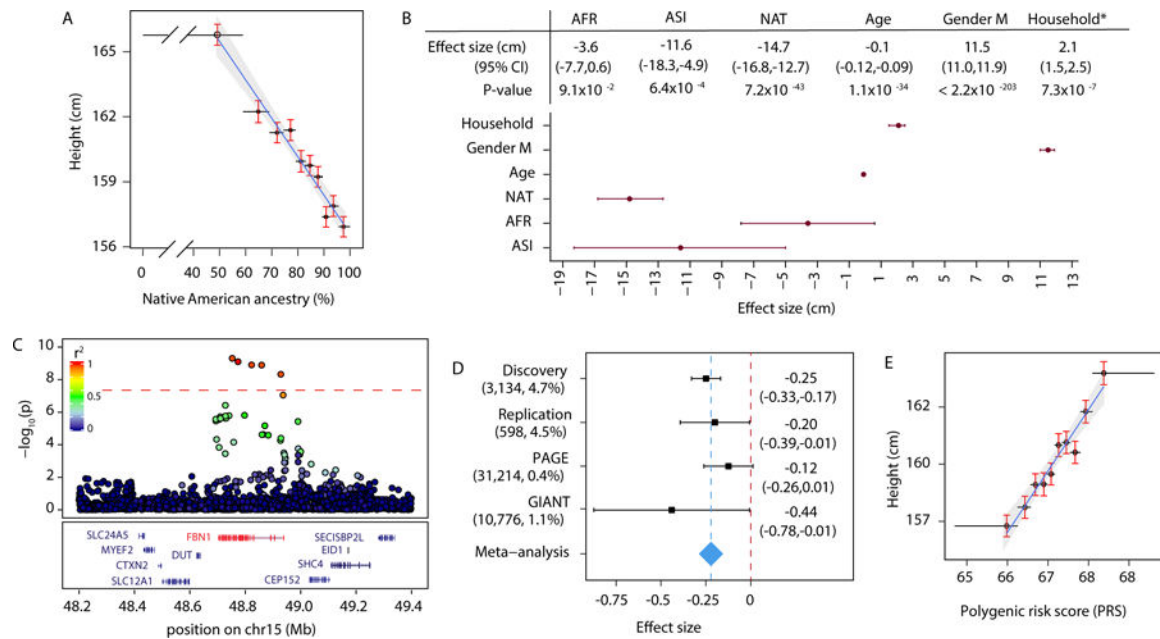 A
Height (cm)
165
162
159
156
0
40
50
60
70
80
90
100
Native American ancestry (%)
B
AFR ASI NAT Age Gender M Household*
Effect size (cm) -3.6 -11.6 -14.7 -0.1 11.5 2.1
(95% CI) (-7.7,0.6) (-18.3,-4.9) (-16.8,-12.7) (-0.12,-0.09) (11.0,11.9) (1.5,2.5)
P-value 9.1x10 -2 6.4x10 -4 7.2x10 -43 1.1x10 -34 < 2.2x10 -203 7.3x10 -7
Household
Gender M
Age
NAT
AFR
ASI
−19 −17 −15 −13 −11 −9 −7 −5 −3 −1 1 3 5 7 9 11 13
Effect size (cm)
C
−log10(p)
10
8
6
4
2
0
r2
1
0.5
0
SLC24A5 FBN1 SECISBP2L
MYEF2 DUT EID1
CTXN2 SHC4
SLC12A1 CEP152
48.2 48.4 48.6 48.8 49.0 49.2 49.4
position on chr15 (Mb)
D
Discovery
(3,134, 4.7%)
-0.25
(-0.33,-0.17)
Replication
(598, 4.5%)
-0.20
(-0.39,-0.01)
PAGE
(31,214, 0.4%)
-0.12
(-0.26,0.01)
GIANT
(10,776, 1.1%)
-0.44
(-0.78,-0.01)
Meta−analysis
-0.75 -0.25 0
Effect size
E
Height (cm)
162
160
157
65 66 67 68 68
Polygenic risk score (PRS)